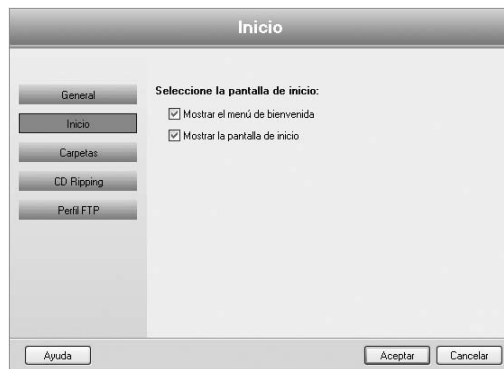 Inicio
General
Inicio
Carpetas
CD Ripping
Perfil FTP
Seleccione la pantalla de inicio:
Mostrar el menú de bienvenida
Mostrar la pantalla de inicio
Ayuda
Aceptar
Cancelar